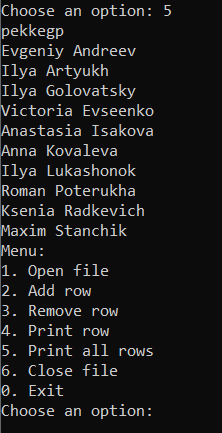 Choose an option: 5
pekkegp
Evgeniy Andreev
Ilya Artyukh
Ilya Golovatsky
Victoria Evseenko
Anastasia Isakova
Anna Kovaleva
Ilya Lukashonok
Roman Poterukha
Ksenia Radkevich
Maxim Stanchik
Menu:
1. Open file
2. Add row
3. Remove row
4. Print row
5. Print all rows
6. Close file
0. Exit
Choose an option: